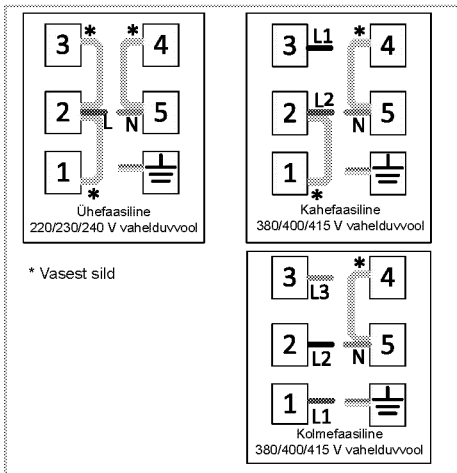 3 * * 4
2 L N 5
1 *
Ühefaasiline
220/230/240 V vahelduvvool
3 L1 * 4
2 L2 N 5
1 *
Kahefaasiline
380/400/415 V vahelduvvool
* Vasest sild
3 L3 * 4
2 L2 N 5
1 L1
Kolmefaasiline
380/400/415 V vahelduvvool